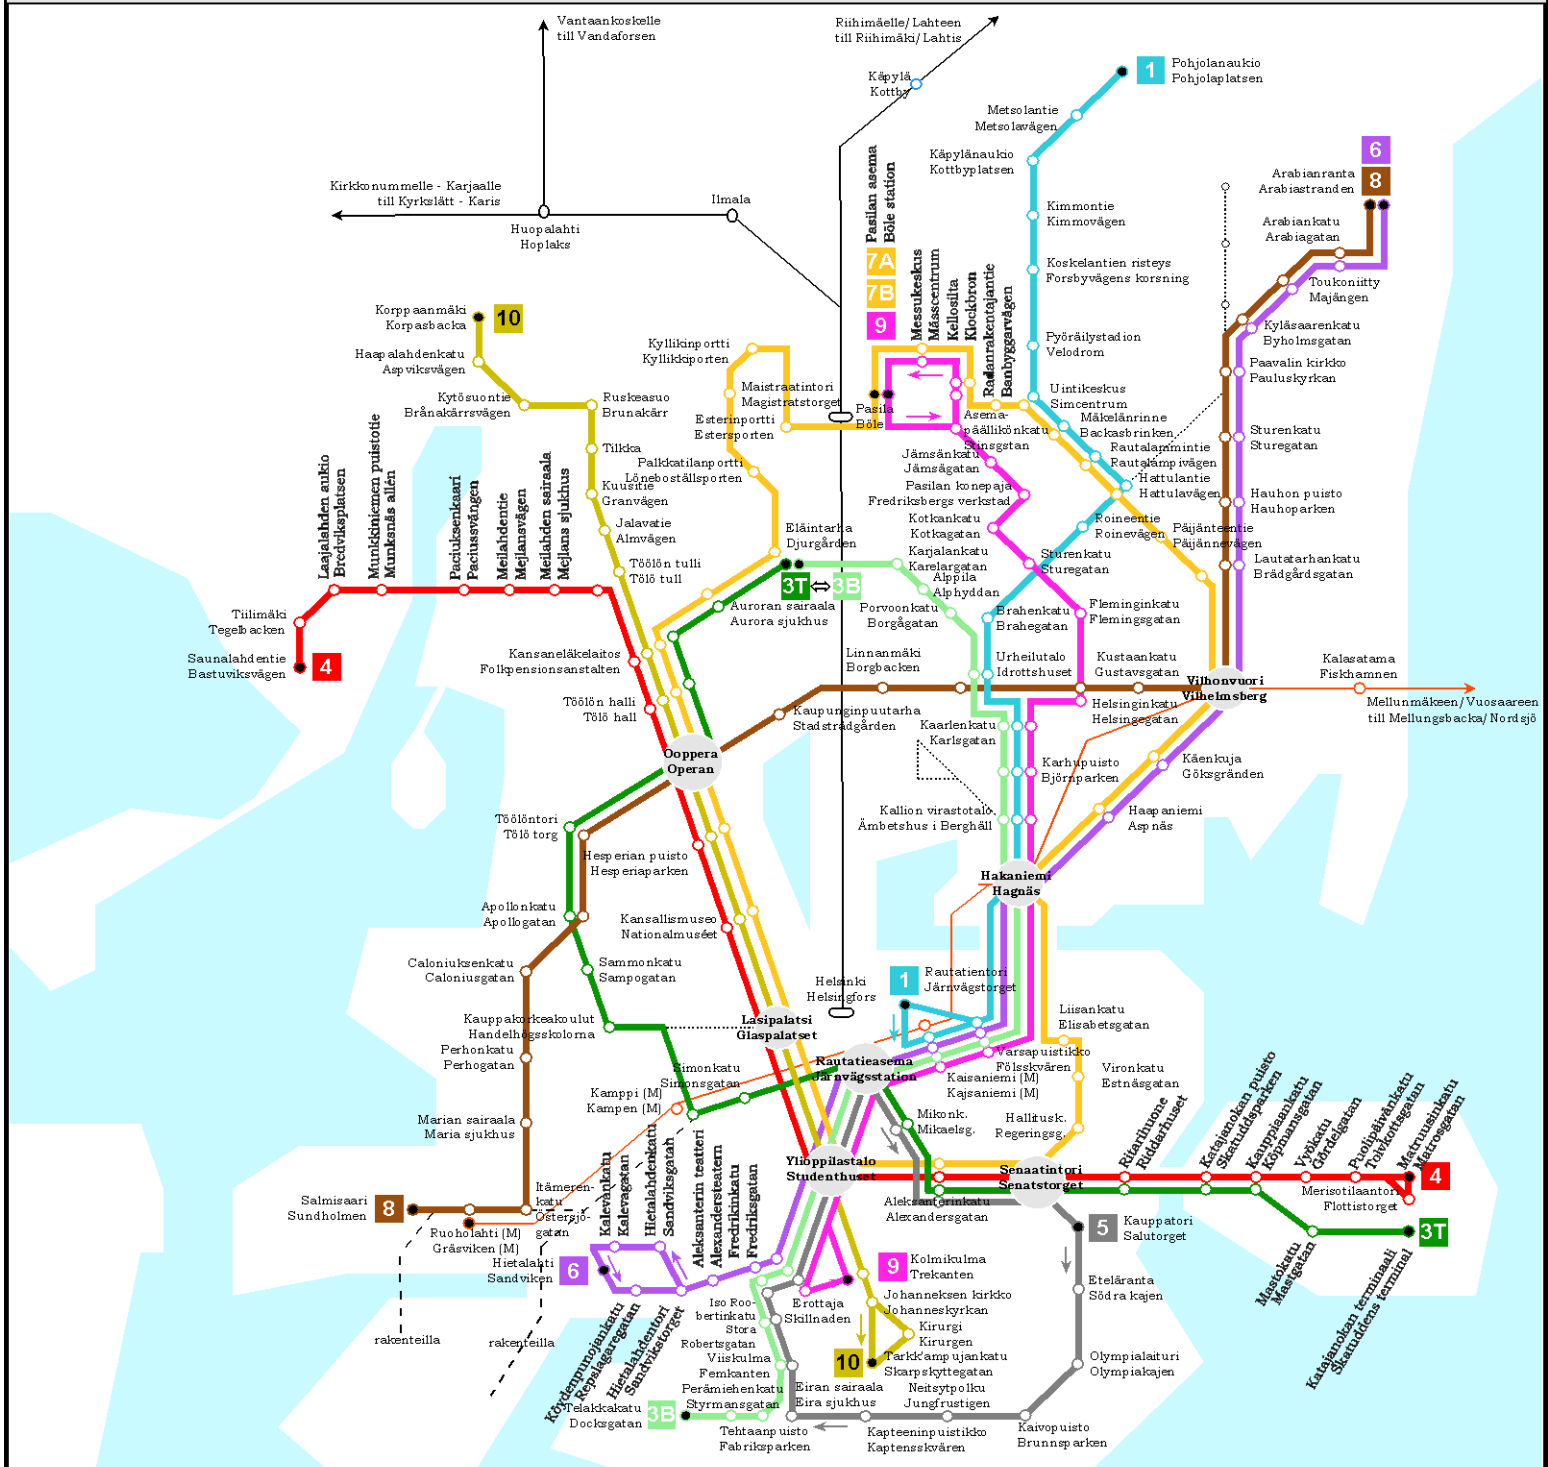 Vantaankoskelle
till Vandaforsen
Riihimäelle/ Lahteen
till Riihimäki/ Lahtis
Käpylä
Kottby
1
Pohjolanaukio
Pohjolaplatsen
Metsolantie
Metsolavägen
Käpylänaukio
Kottbyplatsen
6
8
Arabianranta
Arabiastranden
Kirkkonummelle - Karjaalle
till Kyrkslätt - Karis
Ilmala
Huopalahti
Hoplaks
Pasilan asema
Böle station
7A
7B
9
Kimmontie
Kimmovägen
Arabiankatu
Arabiagatan
Koskelantien risteys
Forsbyvägens korsning
Toukoniitty
Majängen
Messukeskus
Mässcentrum
Kellosilta
Klockbron
Radanrakentajantie
Banbyggarvägen
Korppaanmäki
Korpasbacka
10
Kyläsaarenkatu
Byholmsgatan
Kyllikinportti
Kyllikkiporten
Pyöräilystadion
Velodrom
Haapalahdenkatu
Aspviksvägen
Paavalin kirkko
Pauluskyrkan
Maistraatintori
Magistratstorget
Uintikeskus
Simcentrum
Kytösuontie
Brånakärrsvägen
Ruskeasuo
Brunakärr
Esterinportti
Estersporten
Pasila
Böle
Asema-
päällikönkatu
Stinsgstan
Mäkelänrinne
Backasbrinken
Sturenkatu
Sturegatan
Tilkka
Rautalammintie
Rautalampivägen
Jämsänkatu
Jämsägatan
Palkkatilanportti
Löneboställsporten
Hattulantie
Hattulavägen
Kuusitie
Granvägen
Pasilan konepaja
Fredriksbergs verkstad
Hauhon puisto
Hauhoparken
Laajalahden aukio
Bredviksplatsen
Munkkiniemen puistotie
Munksnäs allén
Paciuksenkaari
Paciussvängen
Meilahdentie
Mejlansvägen
Meilahden sairaala
Mejlans sjukhus
Jalavatie
Almvägen
Eläintarha
Djurgården
Kotkankatu
Kotkagatan
Roineentie
Roinevägen
Päijänteentie
Päijännevägen
Töölön tulli
Tölö tull
Karjalankatu
Karelargatan
Sturenkatu
Sturegatan
Lautatarhankatu
Brädgårdsgatan
3T
3B
Alppila
Alphyddan
Tiilimäki
Tegelbacken
Auroran sairaala
Aurora sjukhus
Porvoonkatu
Borgågatan
Brahenkatu
Brahegatan
Fleminginkatu
Flemingsgatan
Saunalahdentie
Bastuviksvägen
4
Kansaneläkelaitos
Folkpensionsanstalten
Linnanmäki
Borgbacken
Urheilutalo
Idrottshuset
Kustaankatu
Gustavsgatan
Vilhonvuori
Vilhelmsberg
Kalasatama
Fiskhamnen
Mellunmäkeen/ Vuosaareen
till Mellungsbacka/ Nordsjö
Töölön halli
Tölö hall
Kaupunginpuutarha
Stadsträdgården
Helsinginkatu
Helsingegatan
Kaarlenkatu
Karlsgatan
Ooppera
Operan
Karhupuisto
Björnparken
Käenkuja
Göksgränden
Töölöntori
Tölö torg
Kallion virastotalo
Ämbetshus i Berghäll
Haapaniemi
Aspnäs
Hesperian puisto
Hesperiaparken
Hakaniemi
Hagnäs
Apollonkatu
Apollogatan
Kansallismuseo
Nationalmuséet
Caloniuksenkatu
Caloniusgatan
Sammonkatu
Sampogatan
Helsinki
Helsingfors
1
Rautatientori
Järnvägstorget
Kauppakorkeakoulut
Handelhögsskolorna
Lasipalatsi
Glaspalatset
Liisankatu
Elisabetsgatan
Perhonkatu
Perhogatan
Simonkatu
Simonsgatan
Rautatieasema
Järnvägsstation
Varsapuistikko
Fölsskvären
Kaisaniemi (M)
Kajsaniemi (M)
Vironkatu
Estnäsgatan
Kamppi (M)
Kampen (M)
Marian sairaala
Maria sjukhus
Mikonk.
Mikaelsg.
Hallitusk.
Regeringsg.
Ritarihuone
Riddarhuset
Katajanokan puisto
Skatuddsparken
Kauppiaankatu
Köpmansgatan
Vyökatu
Gördelgatan
Puolipäivänkatu
Tolvkottsgatan
Matruusinkatu
Matrosgatan
Ylioppilastalo
Studenthuset
Senaatintori
Senatstorget
4
Aleksanterinkatu
Alexandersgatan
Merisotilaantori
Flottistorget
Salmisaari
Sundholmen
8
Itämeren-
katu
Östersjö-
gatan
Kalevankatu
Kalevagatan
Hietalahdenkatu
Sandviksgatan
Aleksanterin teatteri
Alexandersteatern
Fredrikinkatu
Fredriksgatan
5
Kauppatori
Salutorget
3T
Ruoholahti (M)
Gräsviken (M)
Hietalahti
Sandviken
6
9
Kolmikulma
Trekanten
Mastokatu
Mastgatan
Katajanokan terminaali
Skatuddens terminal
Eteläranta
Södra kajen
Köydenpunojankatu
Repslagaregatan
Hietalahdentori
Sandvikstorget
Iso Roo-
bertinkatu
Stora
Robertsgatan
Erottaja
Skillnaden
Johanneksen kirkko
Johanneskyrkan
Kirurgi
Kirurgen
rakenteilla
rakenteilla
Viiskulma
Femkanten
10
Tarkk'ampujankatu
Skarpskyttegatan
Olympialaituri
Olympiakajen
Perämiehenkatu
Styrmansgatan
Eiran sairaala
Eira sjukhus
Neitsytpolku
Jungfrustigen
Telakkakatu
Docksgatan
3B
Tehtaanpuisto
Fabriksparken
Kapteeninpuistikko
Kaptensskvären
Kaivopuisto
Brunnsparken